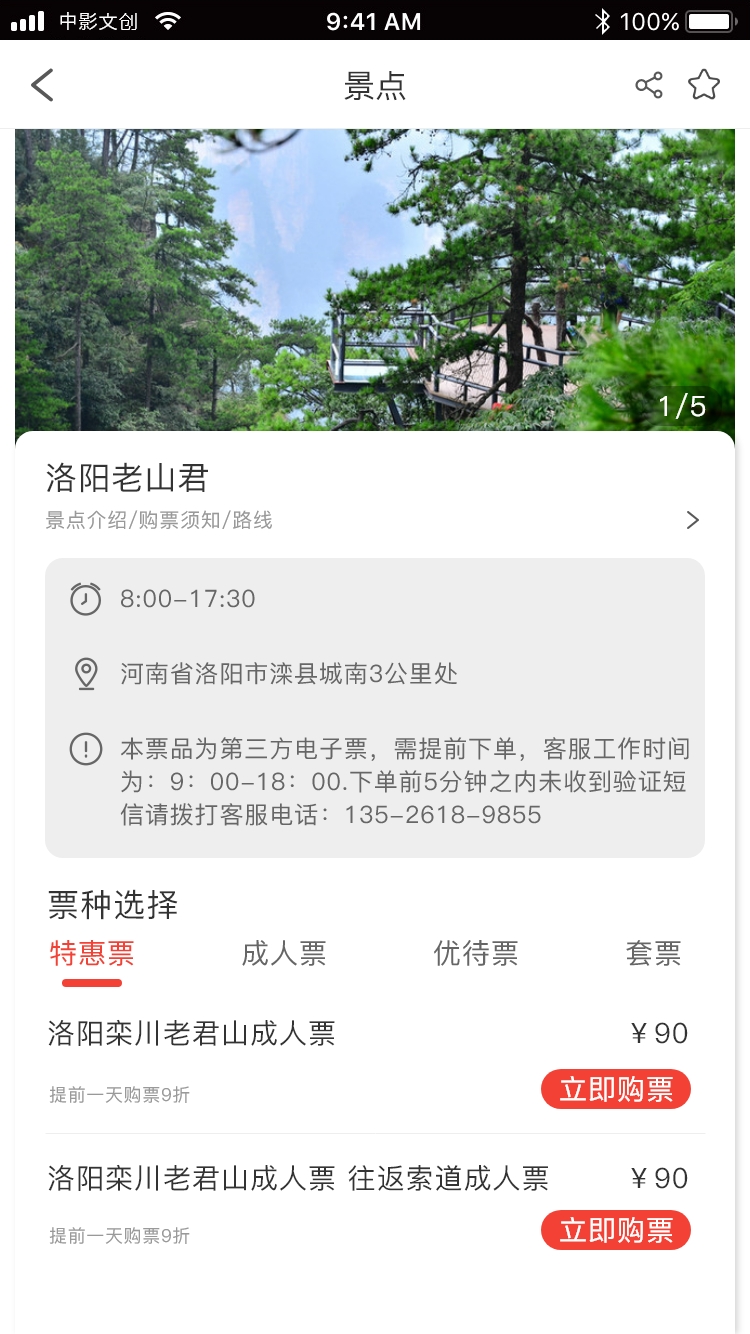 中影文创 9:41 AM 100%
景点
1/5
洛阳老山君
景点介绍/购票须知/路线
8:00-17:30
河南省洛阳市滦县城南3公里处
本票品为第三方电子票，需提前下单，客服工作时间
为：9：00-18：00.下单前5分钟之内未收到验证短
信请拨打客服电话：135-2618-9855
票种选择
特惠票 成人票 优待票 套票
洛阳栾川老君山成人票 ¥90
提前一天购票9折 立即购票
洛阳栾川老君山成人票 往返索道成人票 ¥90
提前一天购票9折 立即购票